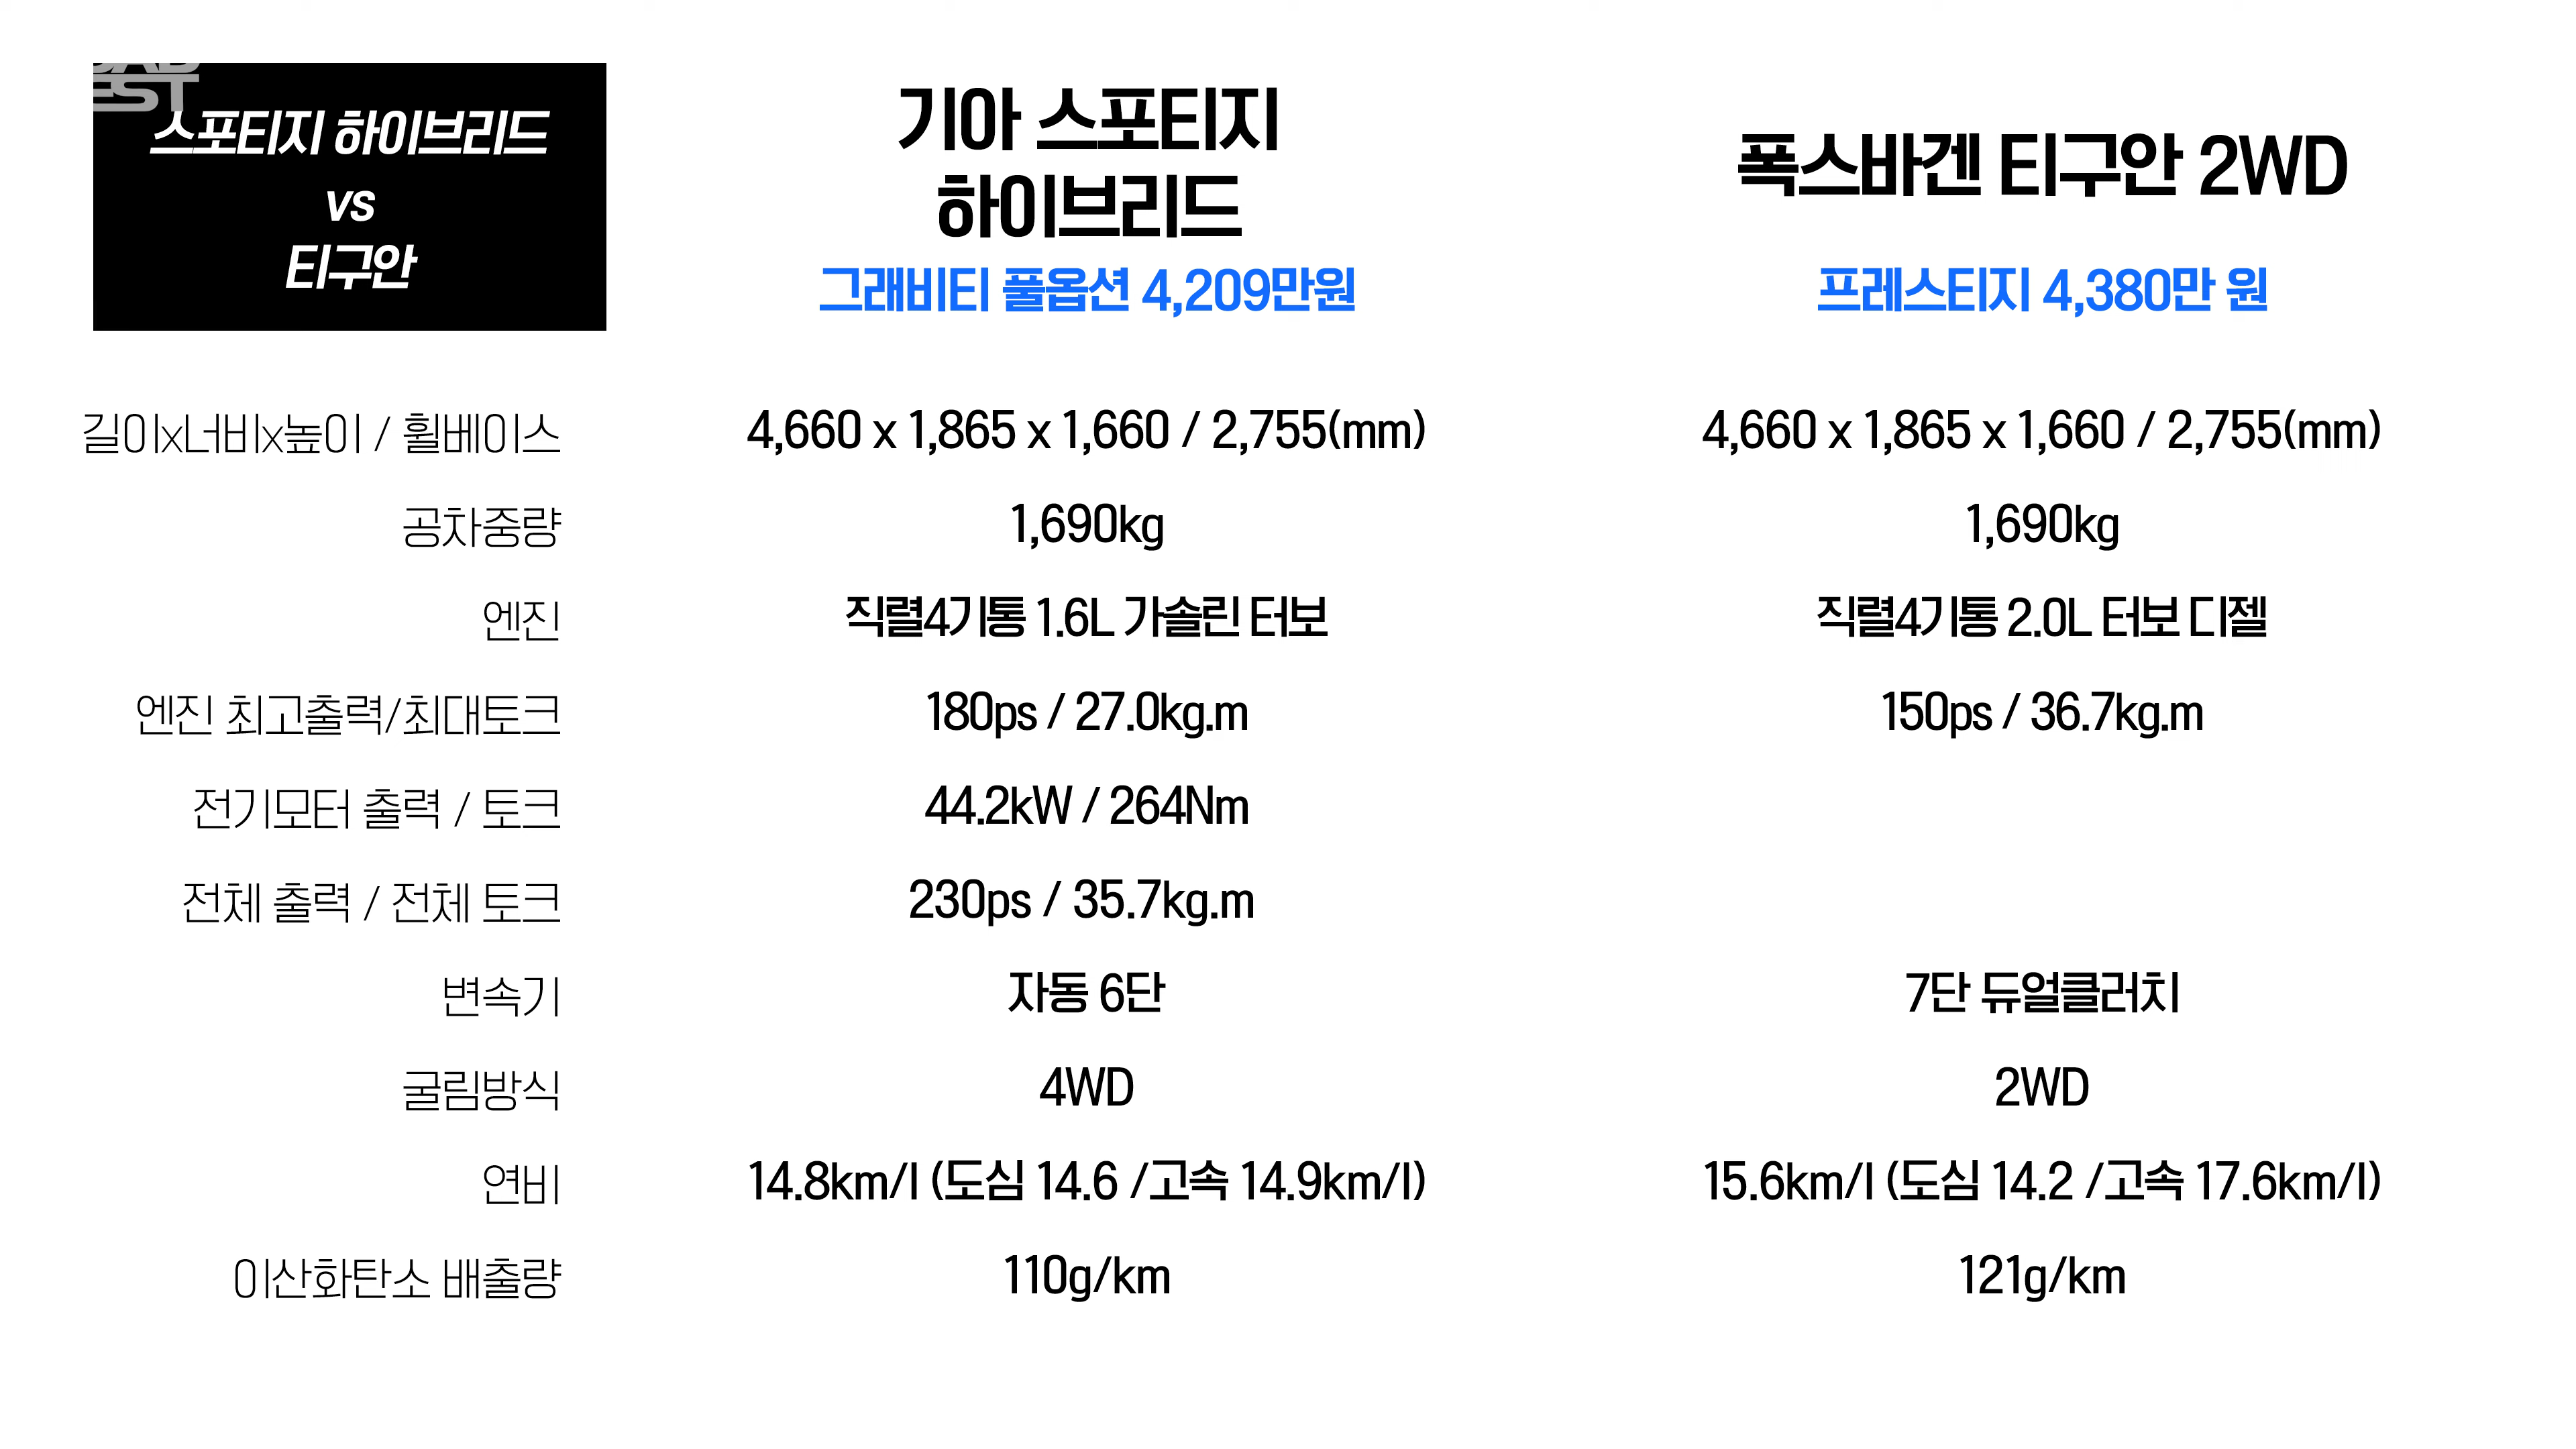 스포티지 하이브리드
vs
티구안
기아 스포티지
하이브리드
그래비티 풀옵션 4,209만원
폭스바겐 티구안 2WD
프레스티지 4,380만 원
길이x너비x높이 / 휠베이스 4,660 x 1,865 x 1,660 / 2,755(mm) 4,660 x 1,865 x 1,660 / 2,755(mm)
공차중량 1,690kg 1,690kg
엔진 직렬4기통 1.6L 가솔린 터보 직렬4기통 2.0L 터보 디젤
엔진 최고출력/최대토크 180ps / 27.0kg.m 150ps / 36.7kg.m
전기모터 출력 / 토크 44.2kW / 264Nm
전체 출력 / 전체 토크 230ps / 35.7kg.m
변속기 자동 6단 7단 듀얼클러치
굴림방식 4WD 2WD
연비 14.8km/l (도심 14.6 /고속 14.9km/l) 15.6km/l (도심 14.2 /고속 17.6km/l)
이산화탄소 배출량 110g/km 121g/km